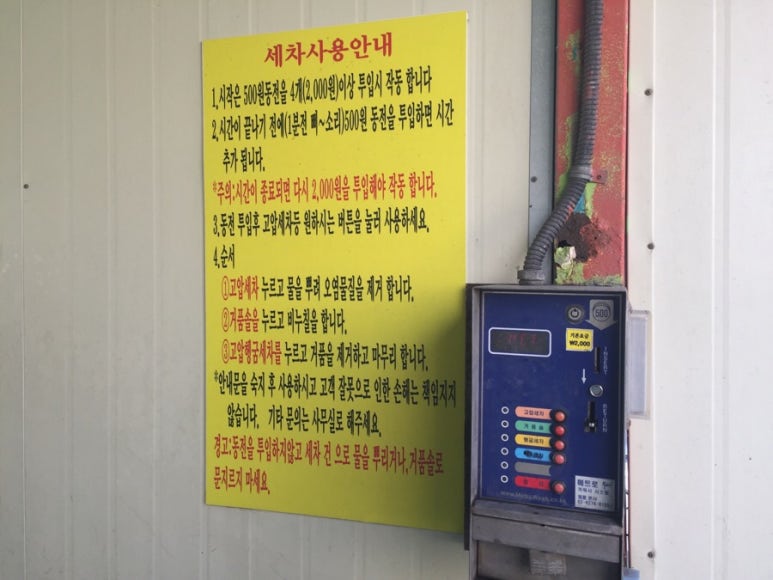 세차사용안내
1.시작은 500원동전을 4개(2,000원)이상 투입시 작동 합니다
2.시간이 끝나기 전에(1분전 삐~소리)500원 동전을 투입하면 시간
추가 됩니다.
*주의:시간이 종료되면 다시 2,000원을 투입해야 작동 합니다.
3.동전 투입후 고압세차등 원하시는 버튼을 눌러 사용하세요.
4.순서
①고압세차 누르고 물을 뿌려 오염물질을 제거 합니다.
②거품솔을 누르고 비누칠을 합니다.
③고압헹굼세차를 누르고 거품을 제거하고 마무리 합니다.
*안내문을 숙지 후 사용하시고 고객 잘못으로 인한 손해는 책임지지
않습니다. 기타 문의는 사무실로 해주세요.
경고:동전을 투입하지않고 세차 건 으로 물을 뿌리거나,거품솔로
문지르지 마세요.
500
기본요금
₩2,000
INSERT
RETURN
고압세차
거품솔
헹굼세차
정지
메트로